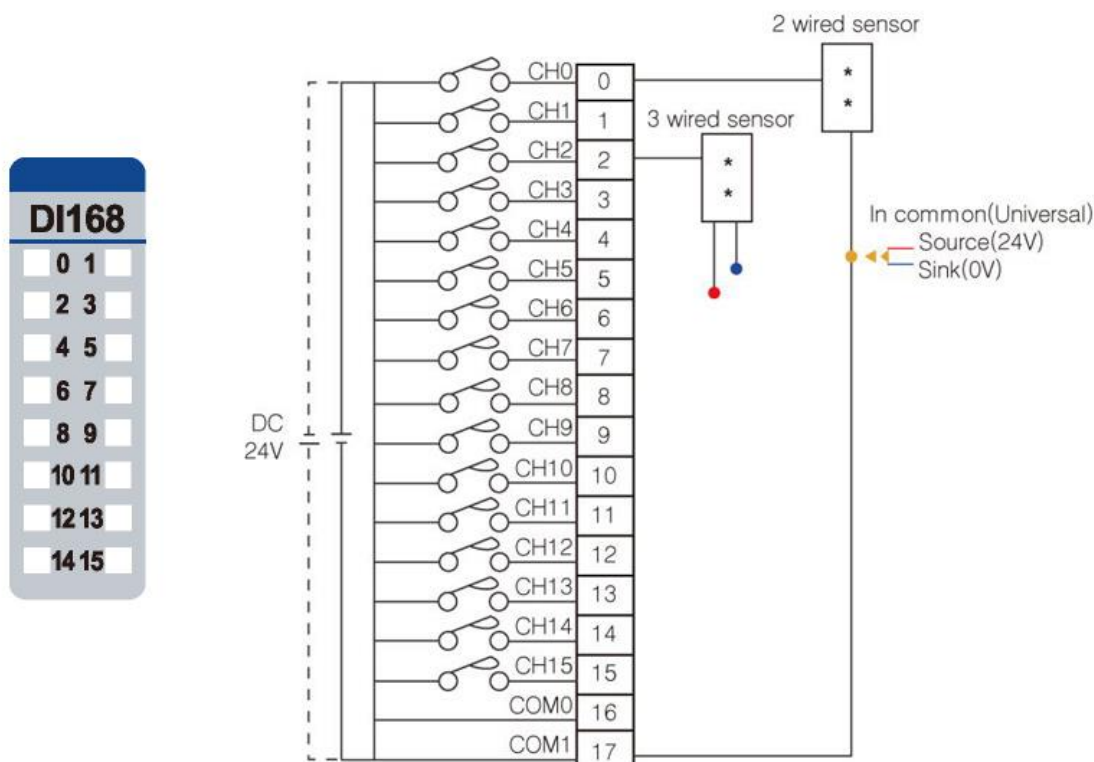 DI168
0 1
2 3
4 5
6 7
8 9
10 11
12 13
14 15
DC
24V
CH0
CH1
CH2
CH3
CH4
CH5
CH6
CH7
CH8
CH9
CH10
CH11
CH12
CH13
CH14
CH15
COM0
COM1
0
1
2
3
4
5
6
7
8
9
10
11
12
13
14
15
16
17
2 wired sensor
*
*
3 wired sensor
*
*
In common(Universal)
Source(24V)
Sink(0V)